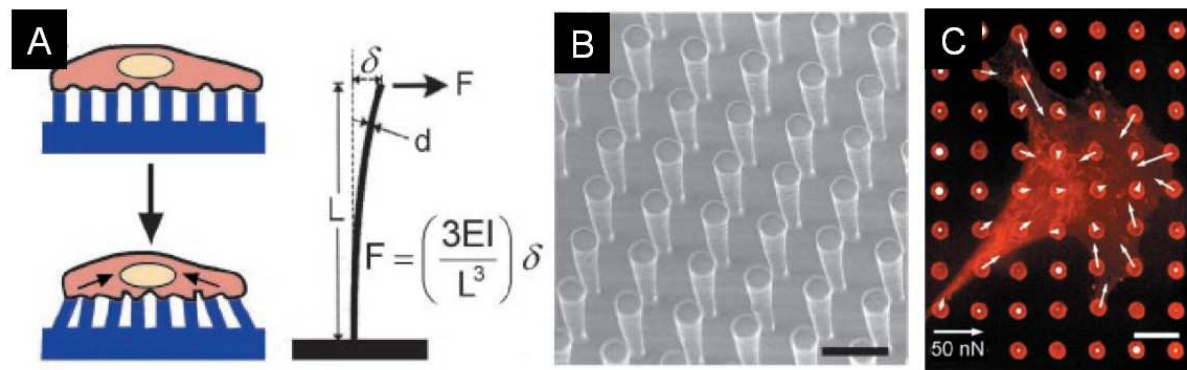 A
δ
F
d
L
F = (3EI / L³) δ
B
C
50 nN